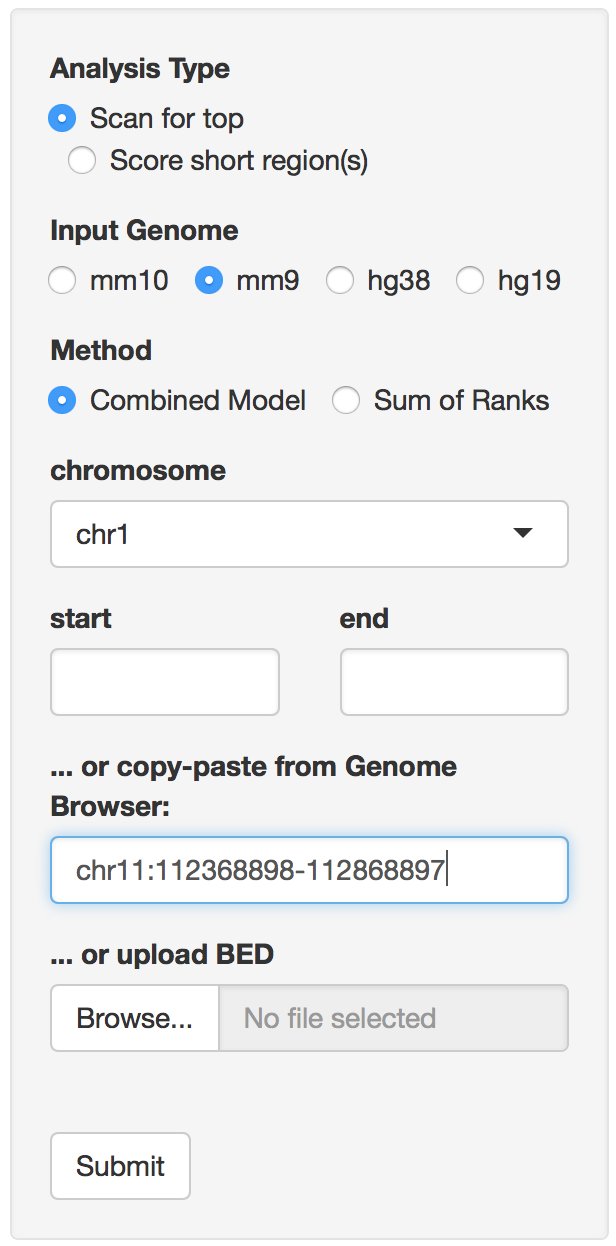 Analysis Type
Scan for top
Score short region(s)
Input Genome
mm10 mm9 hg38 hg19
Method
Combined Model Sum of Ranks
chromosome
chr1
start end
... or copy-paste from Genome
Browser:
chr11:112368898-112868897
... or upload BED
Browse... No file selected
Submit